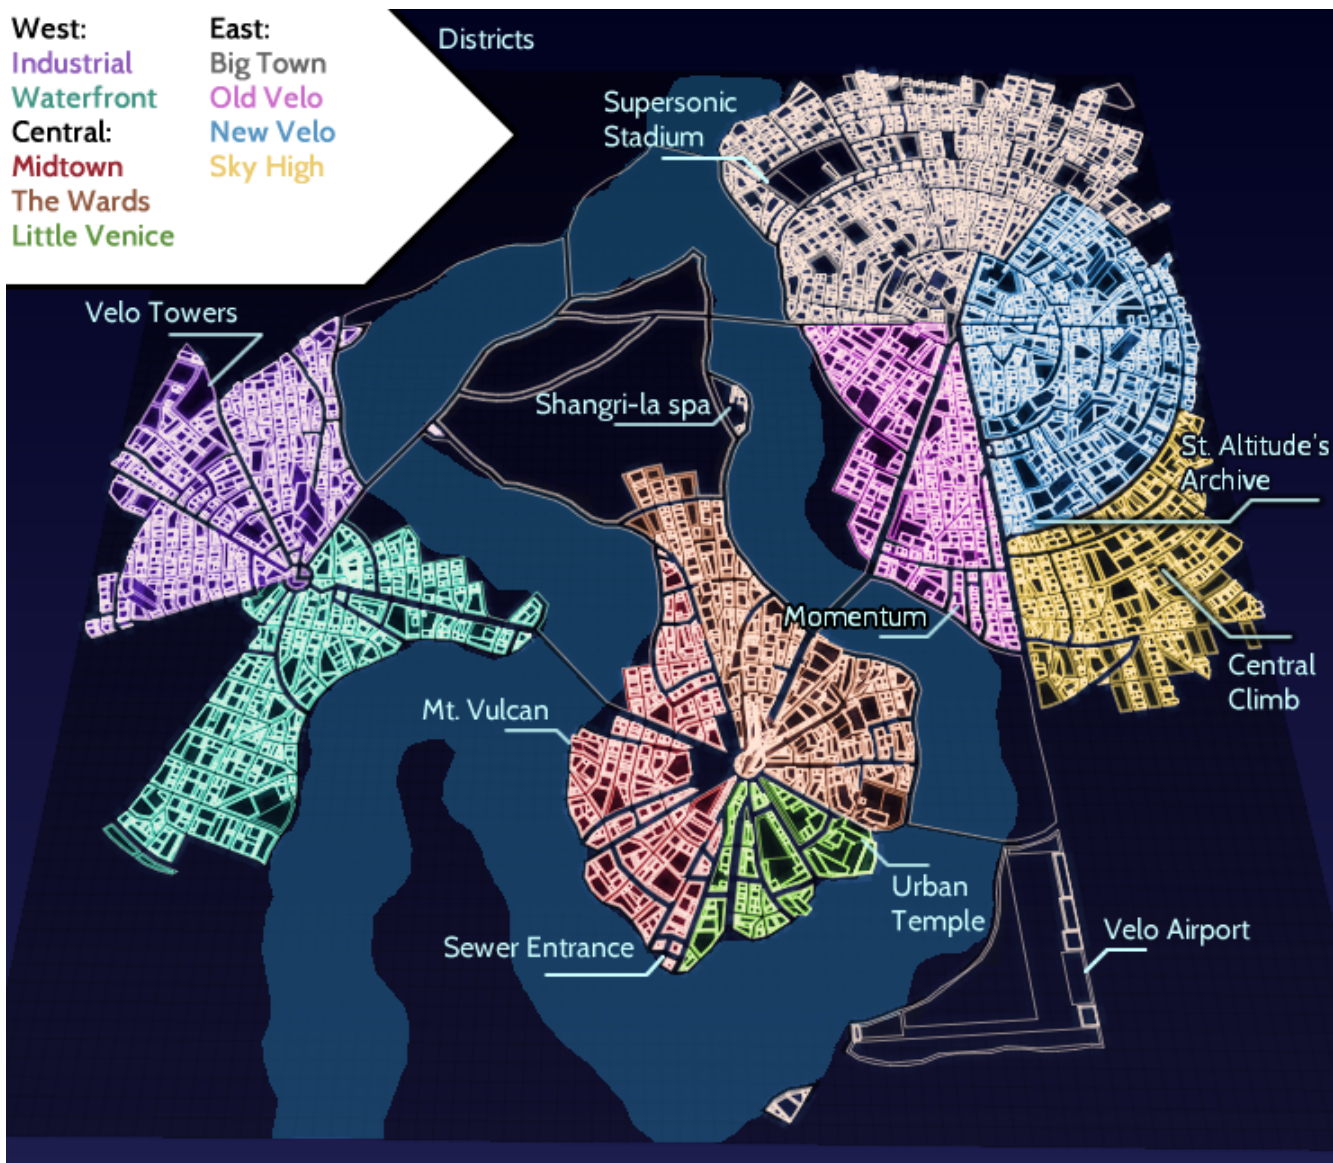 West:
Industrial
Waterfront
Central:
Midtown
The Wards
Little Venice
East:
Big Town
Old Velo
New Velo
Sky High
Districts
Supersonic
Stadium
Velo Towers
Shangri-la spa
St. Altitude's
Archive
Momentum
Central
Climb
Mt. Vulcan
Urban
Temple
Sewer Entrance
Velo Airport